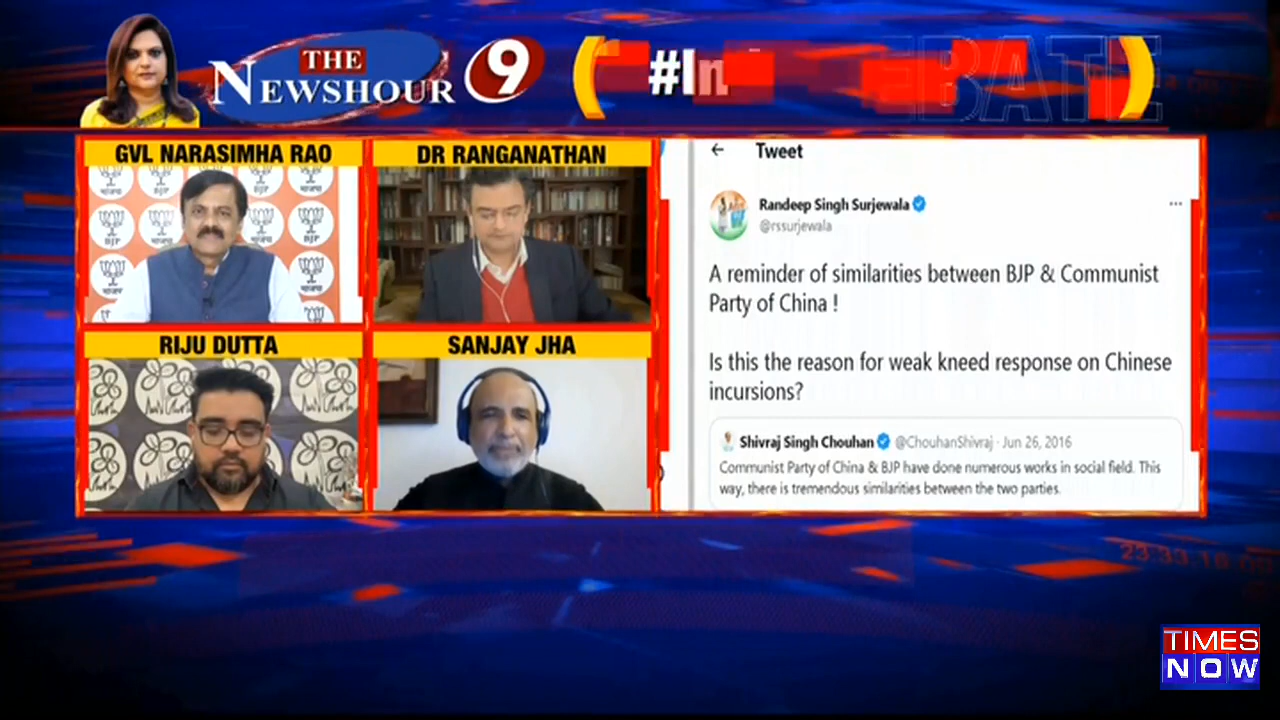 THE
NEWSHOUR 9
#In
BATE
GVL NARASIMHA RAO
DR RANGANATHAN
भाजपा
BJP
RIJU DUTTA
SANJAY JHA
Tweet
Randeep Singh Surjewala
@rssurjewala
A reminder of similarities between BJP & Communist
Party of China !
Is this the reason for weak kneed response on Chinese
incursions?
Shivraj Singh Chouhan @ChouhanShivraj · Jun 26, 2016
Communist Party of China & BJP have done numerous works in social field. This
way, there is tremendous similarities between the two parties.
TIMES
NOW